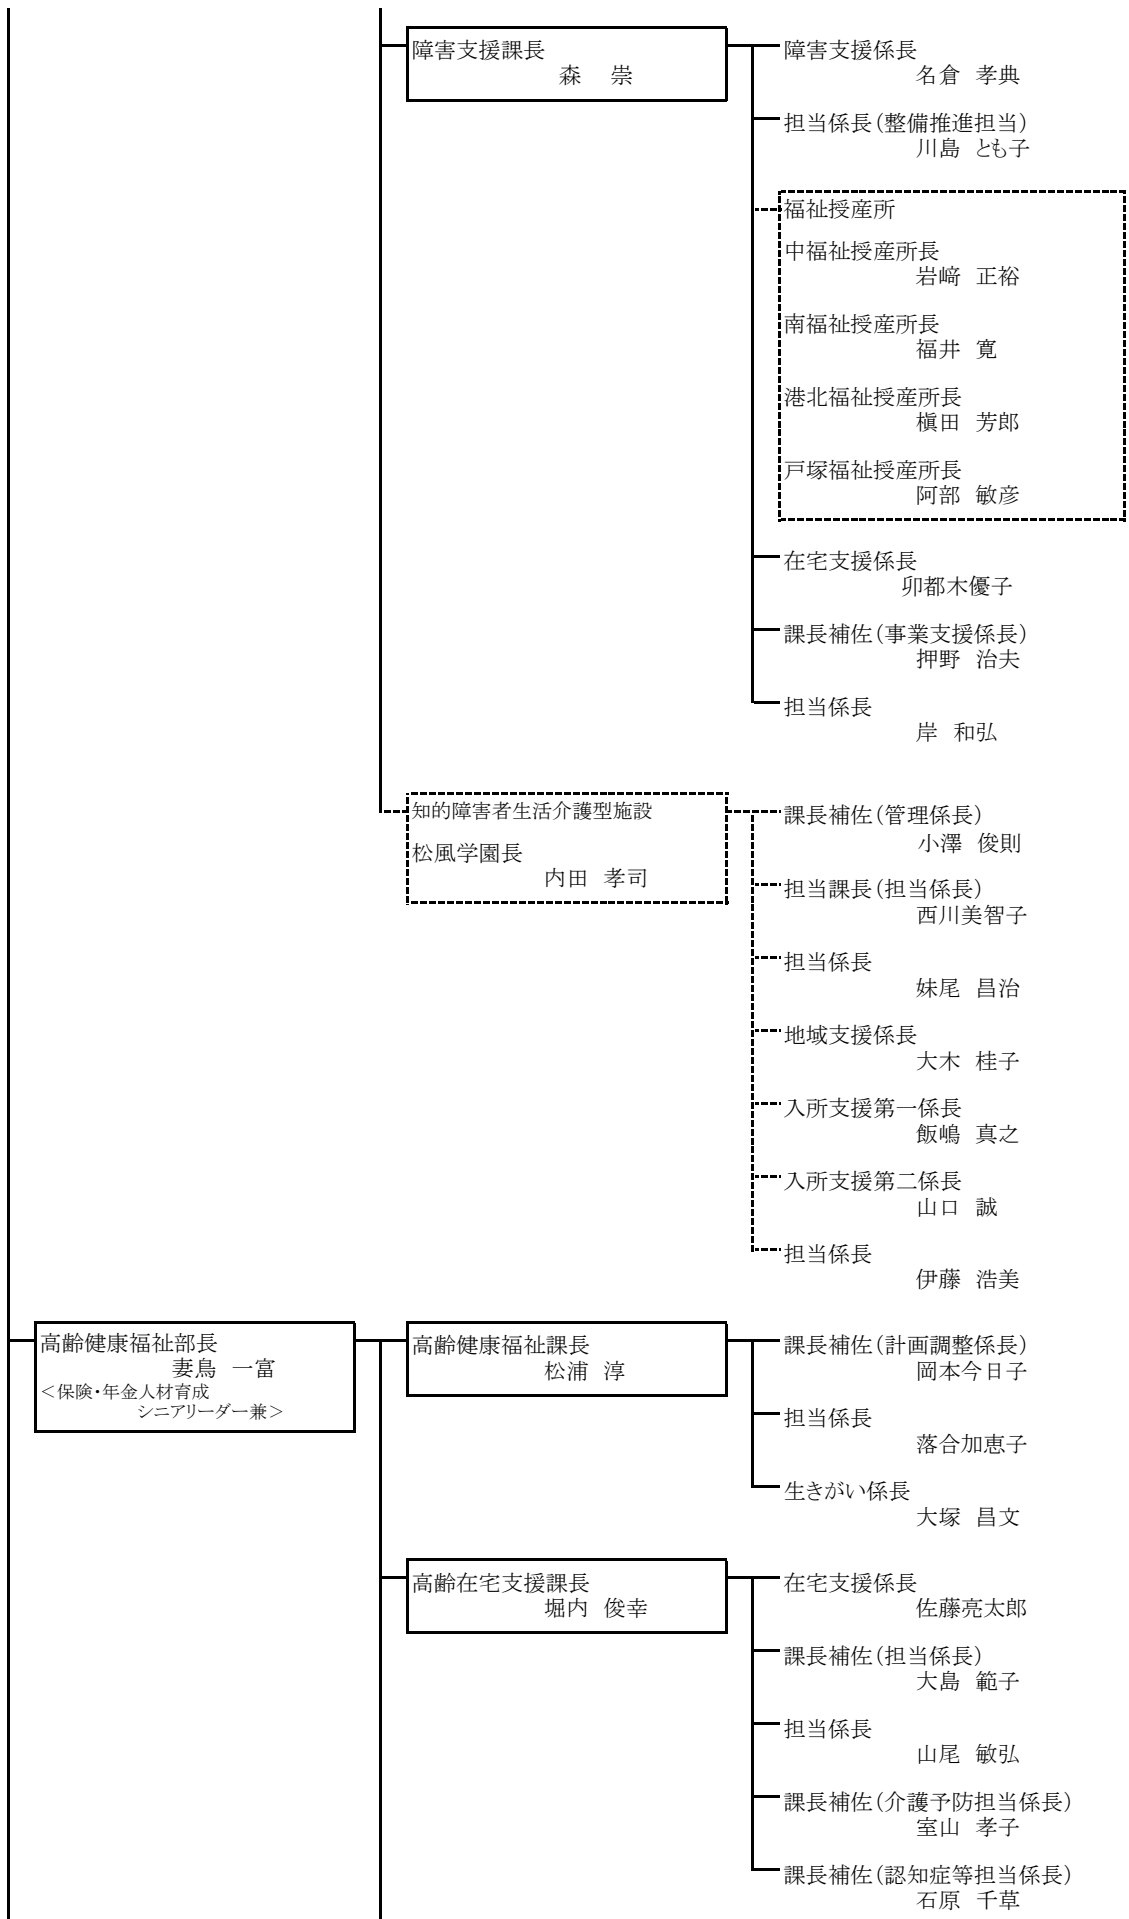 障害支援課長
森　崇
障害支援係長
名倉　孝典
担当係長(整備推進担当)
川島　とも子
福祉授産所
中福祉授産所長
岩﨑　正裕
南福祉授産所長
福井　寛
港北福祉授産所長
槇田　芳郎
戸塚福祉授産所長
阿部　敏彦
在宅支援係長
卯都木優子
課長補佐(事業支援係長)
押野　治夫
担当係長
岸　和弘
知的障害者生活介護型施設
松風学園長
内田　孝司
課長補佐(管理係長)
小澤　俊則
担当課長(担当係長)
西川美智子
担当係長
妹尾　昌治
地域支援係長
大木　桂子
入所支援第一係長
飯嶋　真之
入所支援第二係長
山口　誠
担当係長
伊藤　浩美
高齢健康福祉部長
妻鳥　一富
＜保険・年金人材育成
シニアリーダー兼＞
高齢健康福祉課長
松浦　淳
課長補佐(計画調整係長)
岡本今日子
担当係長
落合加恵子
生きがい係長
大塚　昌文
高齢在宅支援課長
堀内　俊幸
在宅支援係長
佐藤亮太郎
課長補佐(担当係長)
大島　範子
担当係長
山尾　敏弘
課長補佐(介護予防担当係長)
室山　孝子
課長補佐(認知症等担当係長)
石原　千草